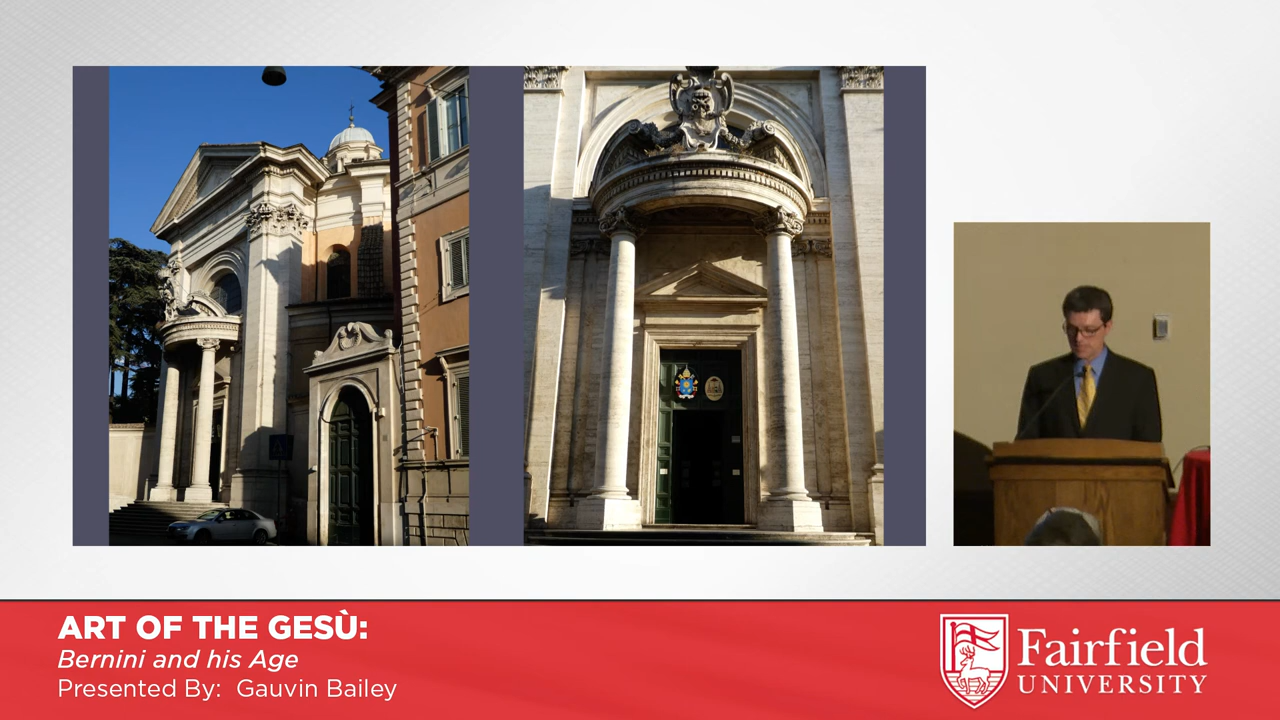 ART OF THE GESÙ:
Bernini and his Age
Presented By: Gauvin Bailey
Fairfield
UNIVERSITY